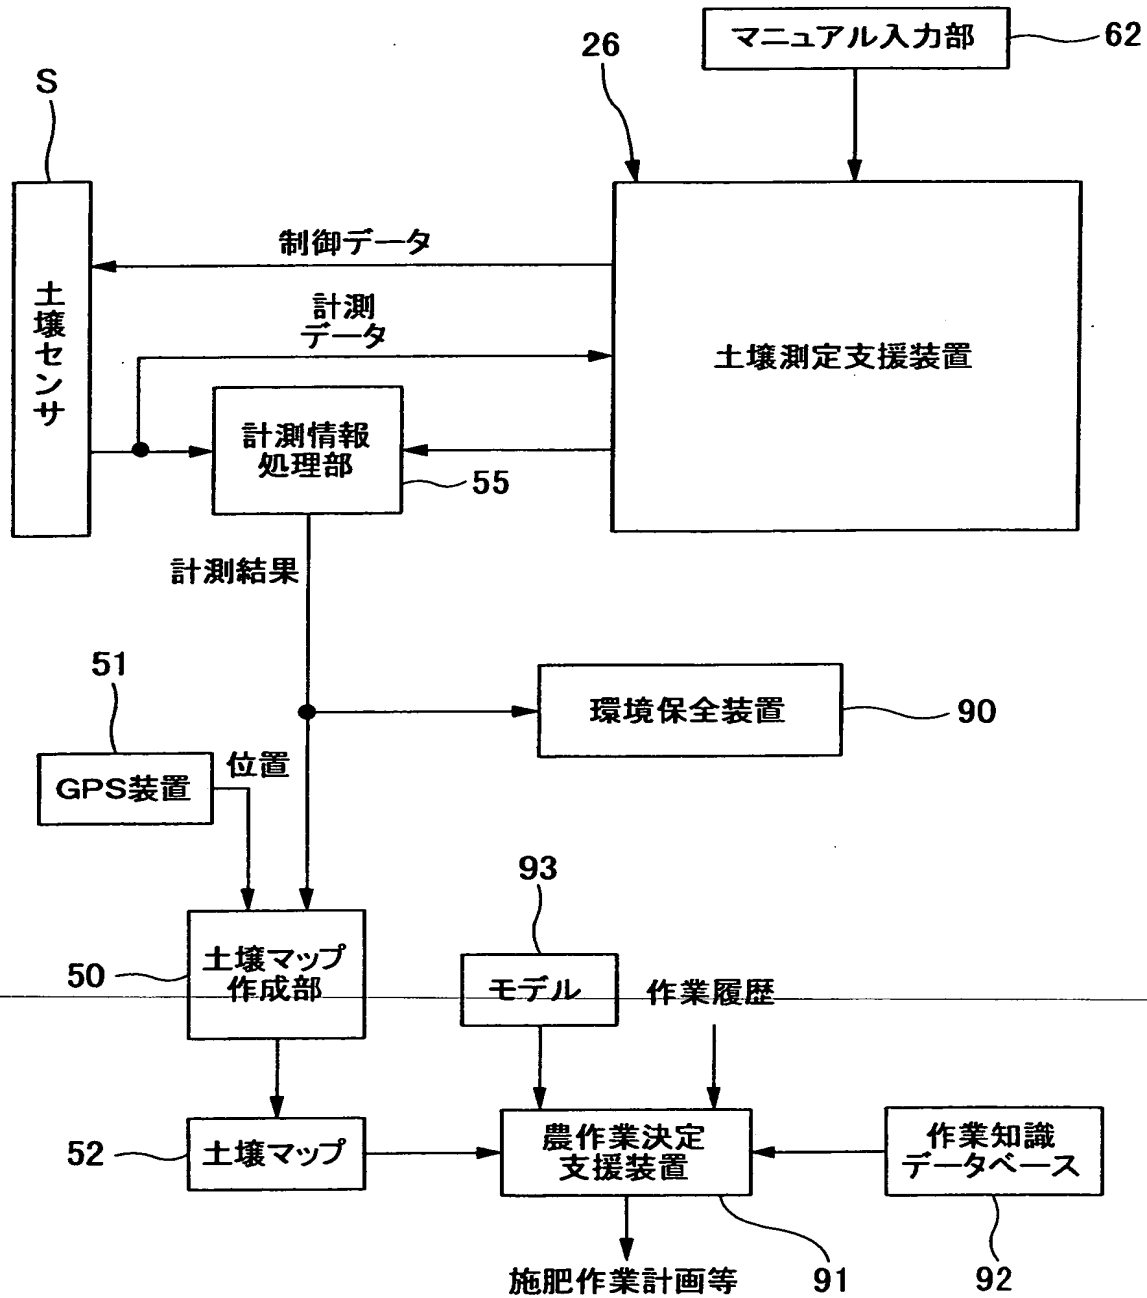 マニュアル入力部
62
26
S
制御データ
計測
データ
土壌センサ
土壌測定支援装置
計測情報
処理部
55
計測結果
51
環境保全装置
90
位置
GPS装置
93
土壌マップ
作成部
50
モデル
作業履歴
52
土壌マップ
農作業決定
支援装置
作業知識
データベース
施肥作業計画等
91
92